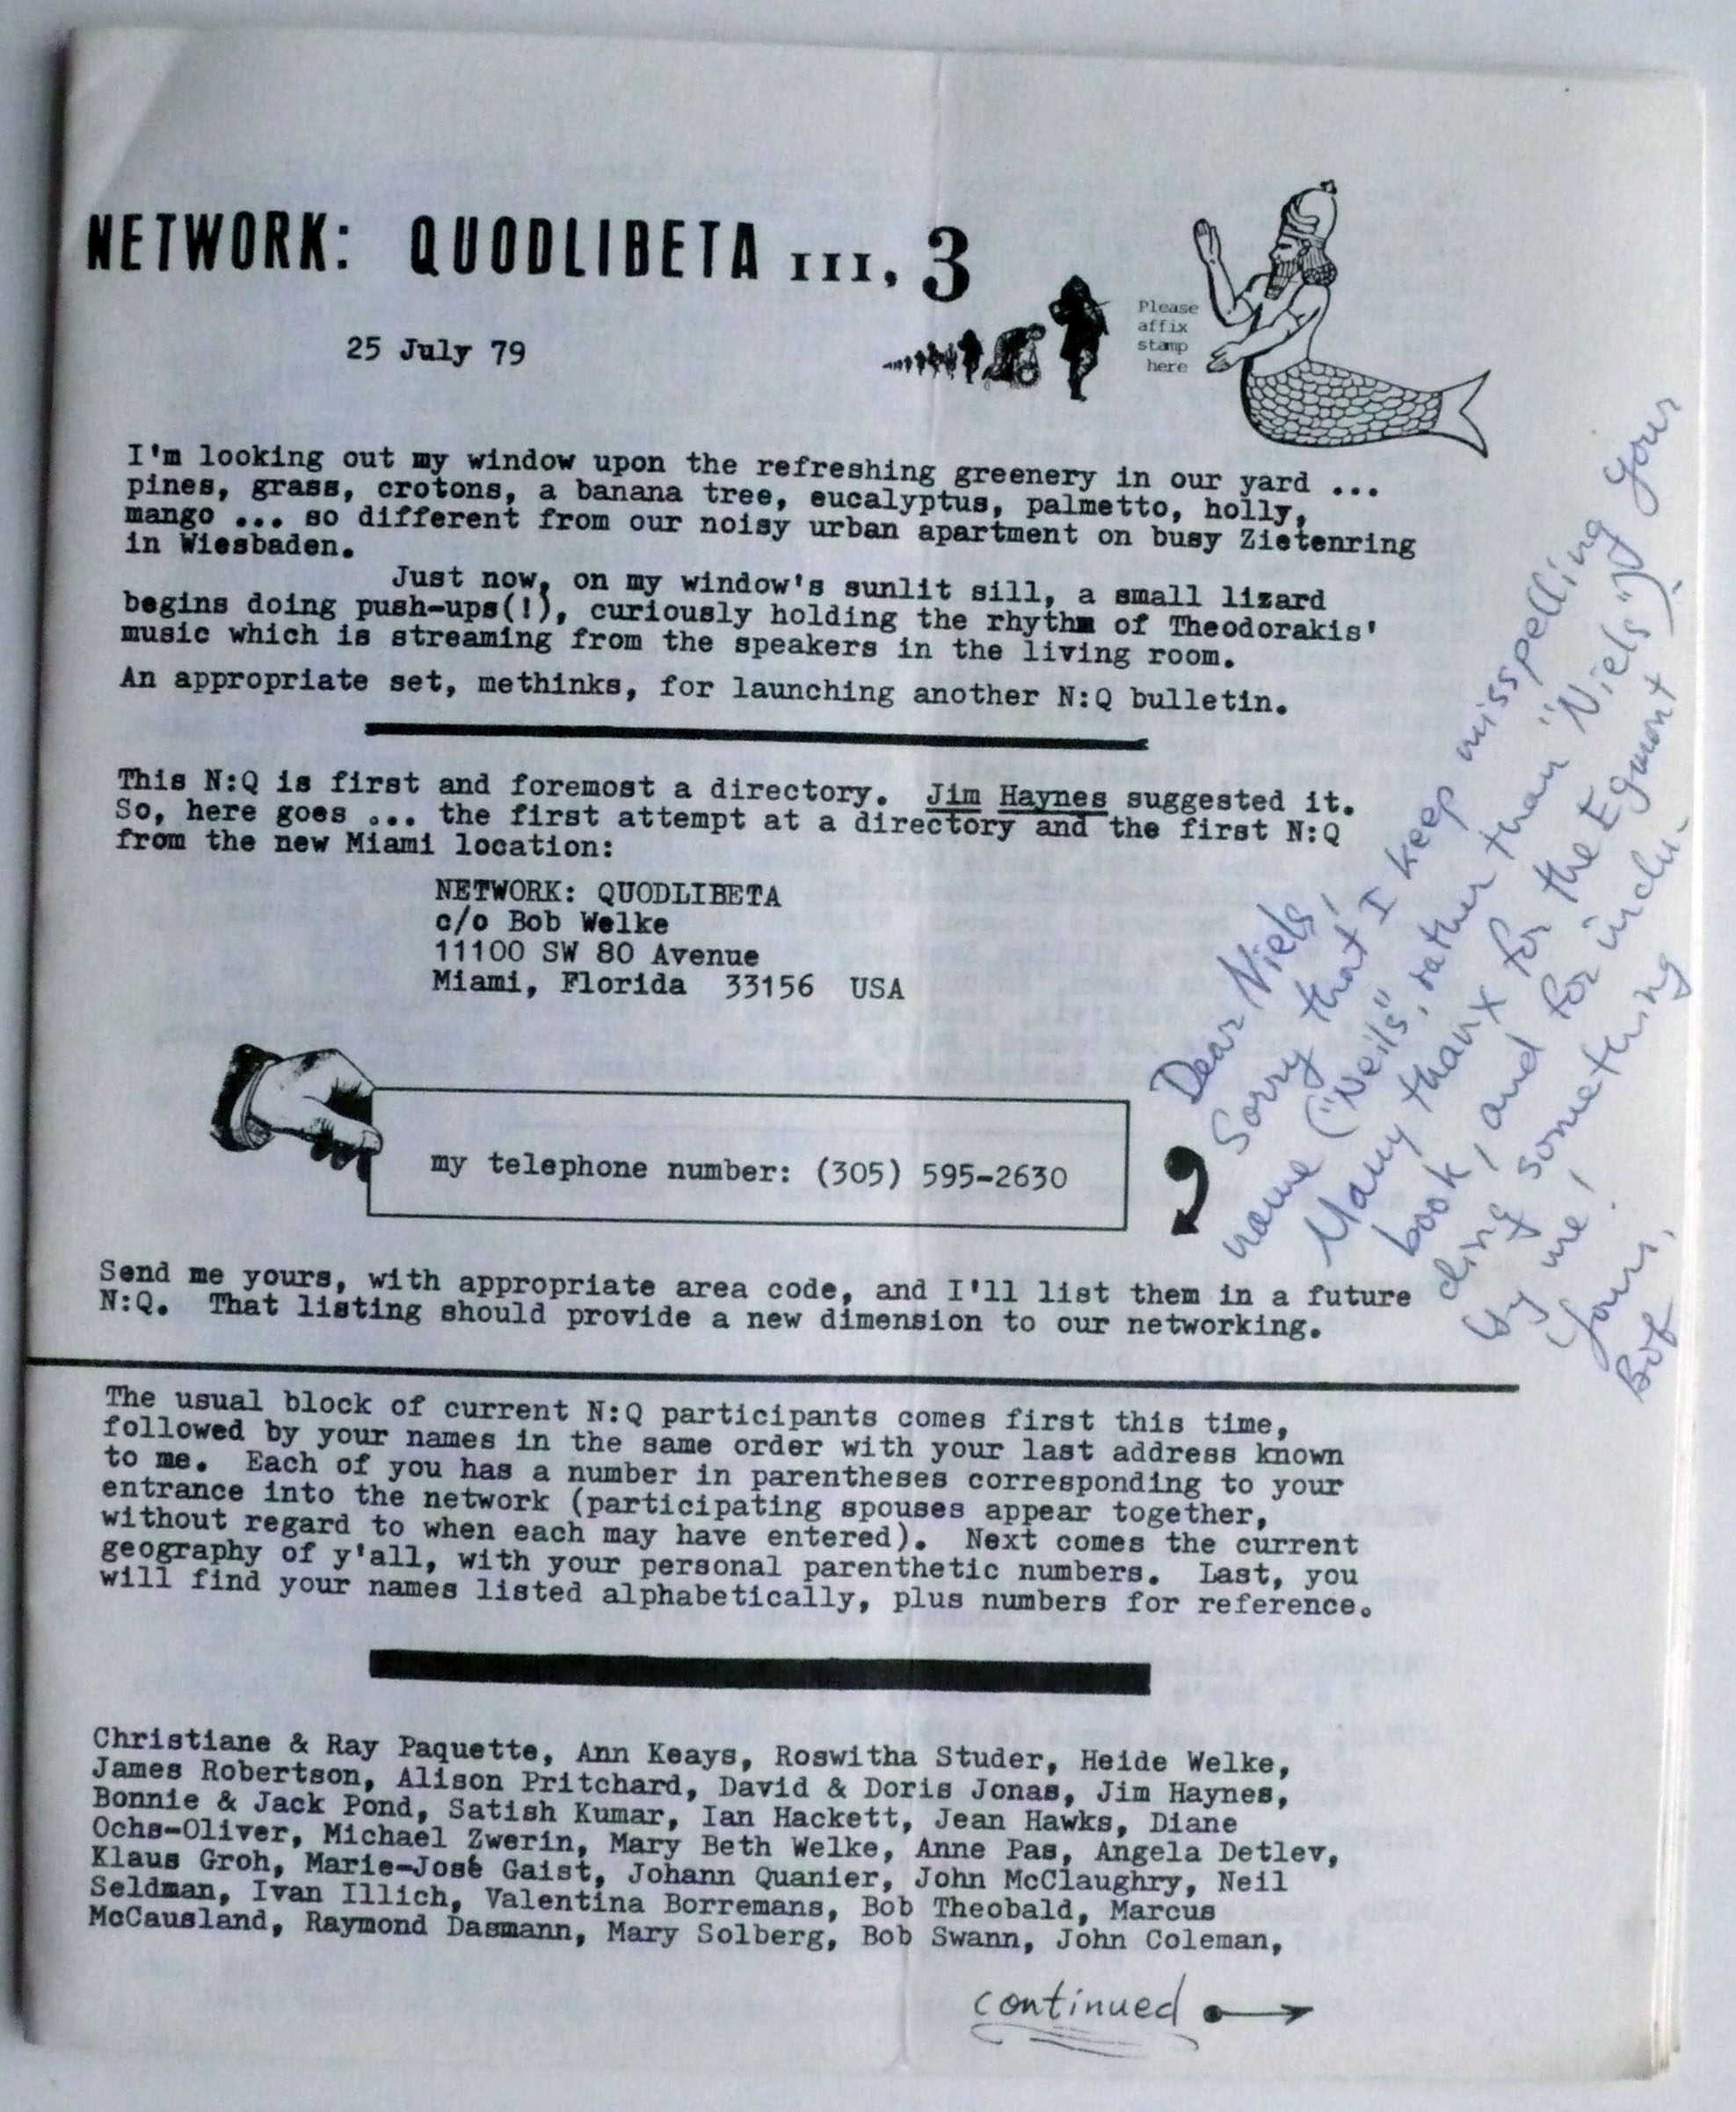 NETWORK: QUODLIBETA III, 3
25 July 79
Please
affix
stamp
here
I'm looking out my window upon the refreshing greenery in our yard ...
pines, grass, crotons, a banana tree, eucalyptus, palmetto, holly,
mango ... so different from our noisy urban apartment on busy Zietenring
in Wiesbaden.
Just now, on my window's sunlit sill, a small lizard
begins doing push-ups(!), curiously holding the rhythm of Theodorakis'
music which is streaming from the speakers in the living room.
An appropriate set, methinks, for launching another N:Q bulletin.
This N:Q is first and foremost a directory. Jim Haynes suggested it.
So, here goes ... the first attempt at a directory and the first N:Q
from the new Miami location:
NETWORK: QUODLIBETA
c/o Bob Welke
11100 SW 80 Avenue
Miami, Florida 33156 USA
my telephone number: (305) 595-2630
Dear Niels,
Sorry that I keep misspelling your
name ("Neils", rather than "Niels")!
Many thanx for the Egmont
book, and for inclu-
ding something
by me!
Yours,
Bob
Send me yours, with appropriate area code, and I'll list them in a future
N:Q. That listing should provide a new dimension to our networking.
The usual block of current N:Q participants comes first this time,
followed by your names in the same order with your last address known
to me. Each of you has a number in parentheses corresponding to your
entrance into the network (participating spouses appear together,
without regard to when each may have entered). Next comes the current
geography of y'all, with your personal parenthetic numbers. Last, you
will find your names listed alphabetically, plus numbers for reference.
Christiane & Ray Paquette, Ann Keays, Roswitha Studer, Heide Welke,
James Robertson, Alison Pritchard, David & Doris Jonas, Jim Haynes,
Bonnie & Jack Pond, Satish Kumar, Ian Hackett, Jean Hawks, Diane
Ochs-Oliver, Michael Zwerin, Mary Beth Welke, Anne Pas, Angela Detlev,
Klaus Groh, Marie-José Gaist, Johann Quanier, John McClaughry, Neil
Seldman, Ivan Illich, Valentina Borremans, Bob Theobald, Marcus
McCausland, Raymond Dasmann, Mary Solberg, Bob Swann, John Coleman,
continued